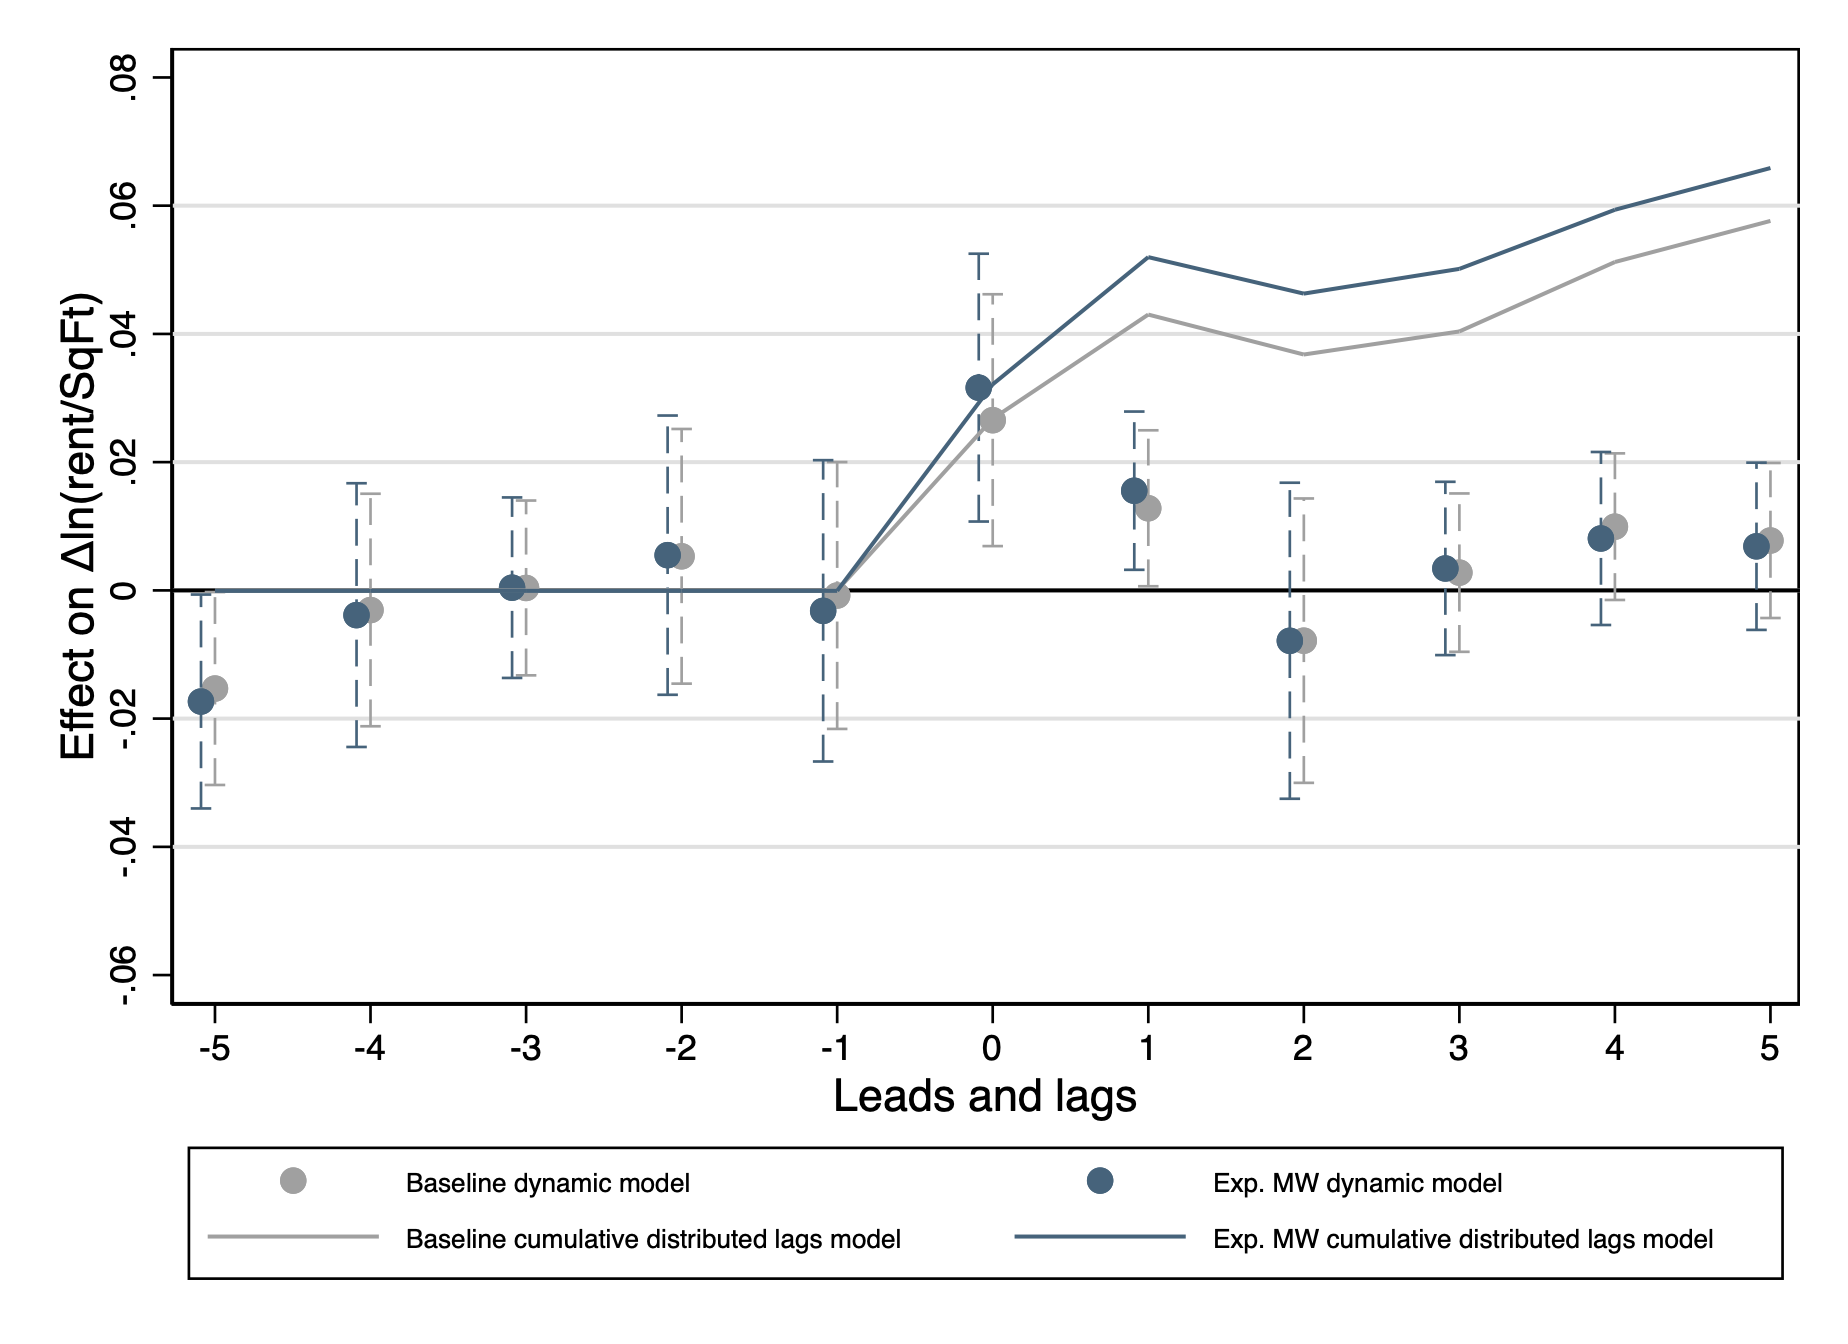 .08
.06
.04
.02
0
-.02
-.04
-.06
Effect on Δln(rent/SqFt)
-5 -4 -3 -2 -1 0 1 2 3 4 5
Leads and lags
Baseline dynamic model
Exp. MW dynamic model
Baseline cumulative distributed lags model
Exp. MW cumulative distributed lags model